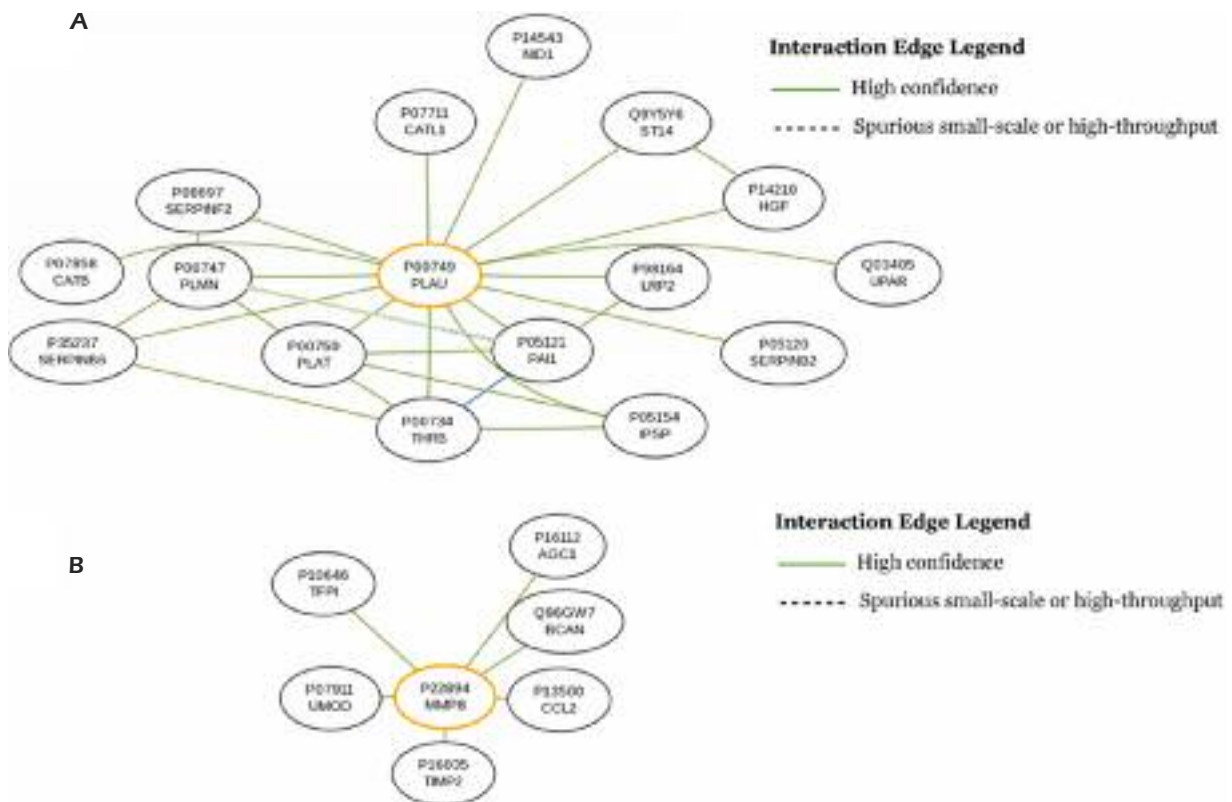 A
P14543
NID1
Interaction Edge Legend
High confidence
Spurious small-scale or high-throughput
P07711
CATL1
Q9Y5Y6
ST14
P08697
SERPINF2
P14210
HGF
P07858
CATB
P00747
PLMN
P00749
PLAU
P98164
LRP2
Q03405
UPAR
P35237
SERPINB6
P00750
PLAT
P05121
PAI1
P05120
SERPINB2
P00734
THRB
P05154
IPSP
B
Interaction Edge Legend
High confidence
Spurious small-scale or high-throughput
P16112
AGC1
P10646
TFPI
Q96GW7
BCAN
P07911
UMOD
P22894
MMP8
P13500
CCL2
P16035
TIMP2